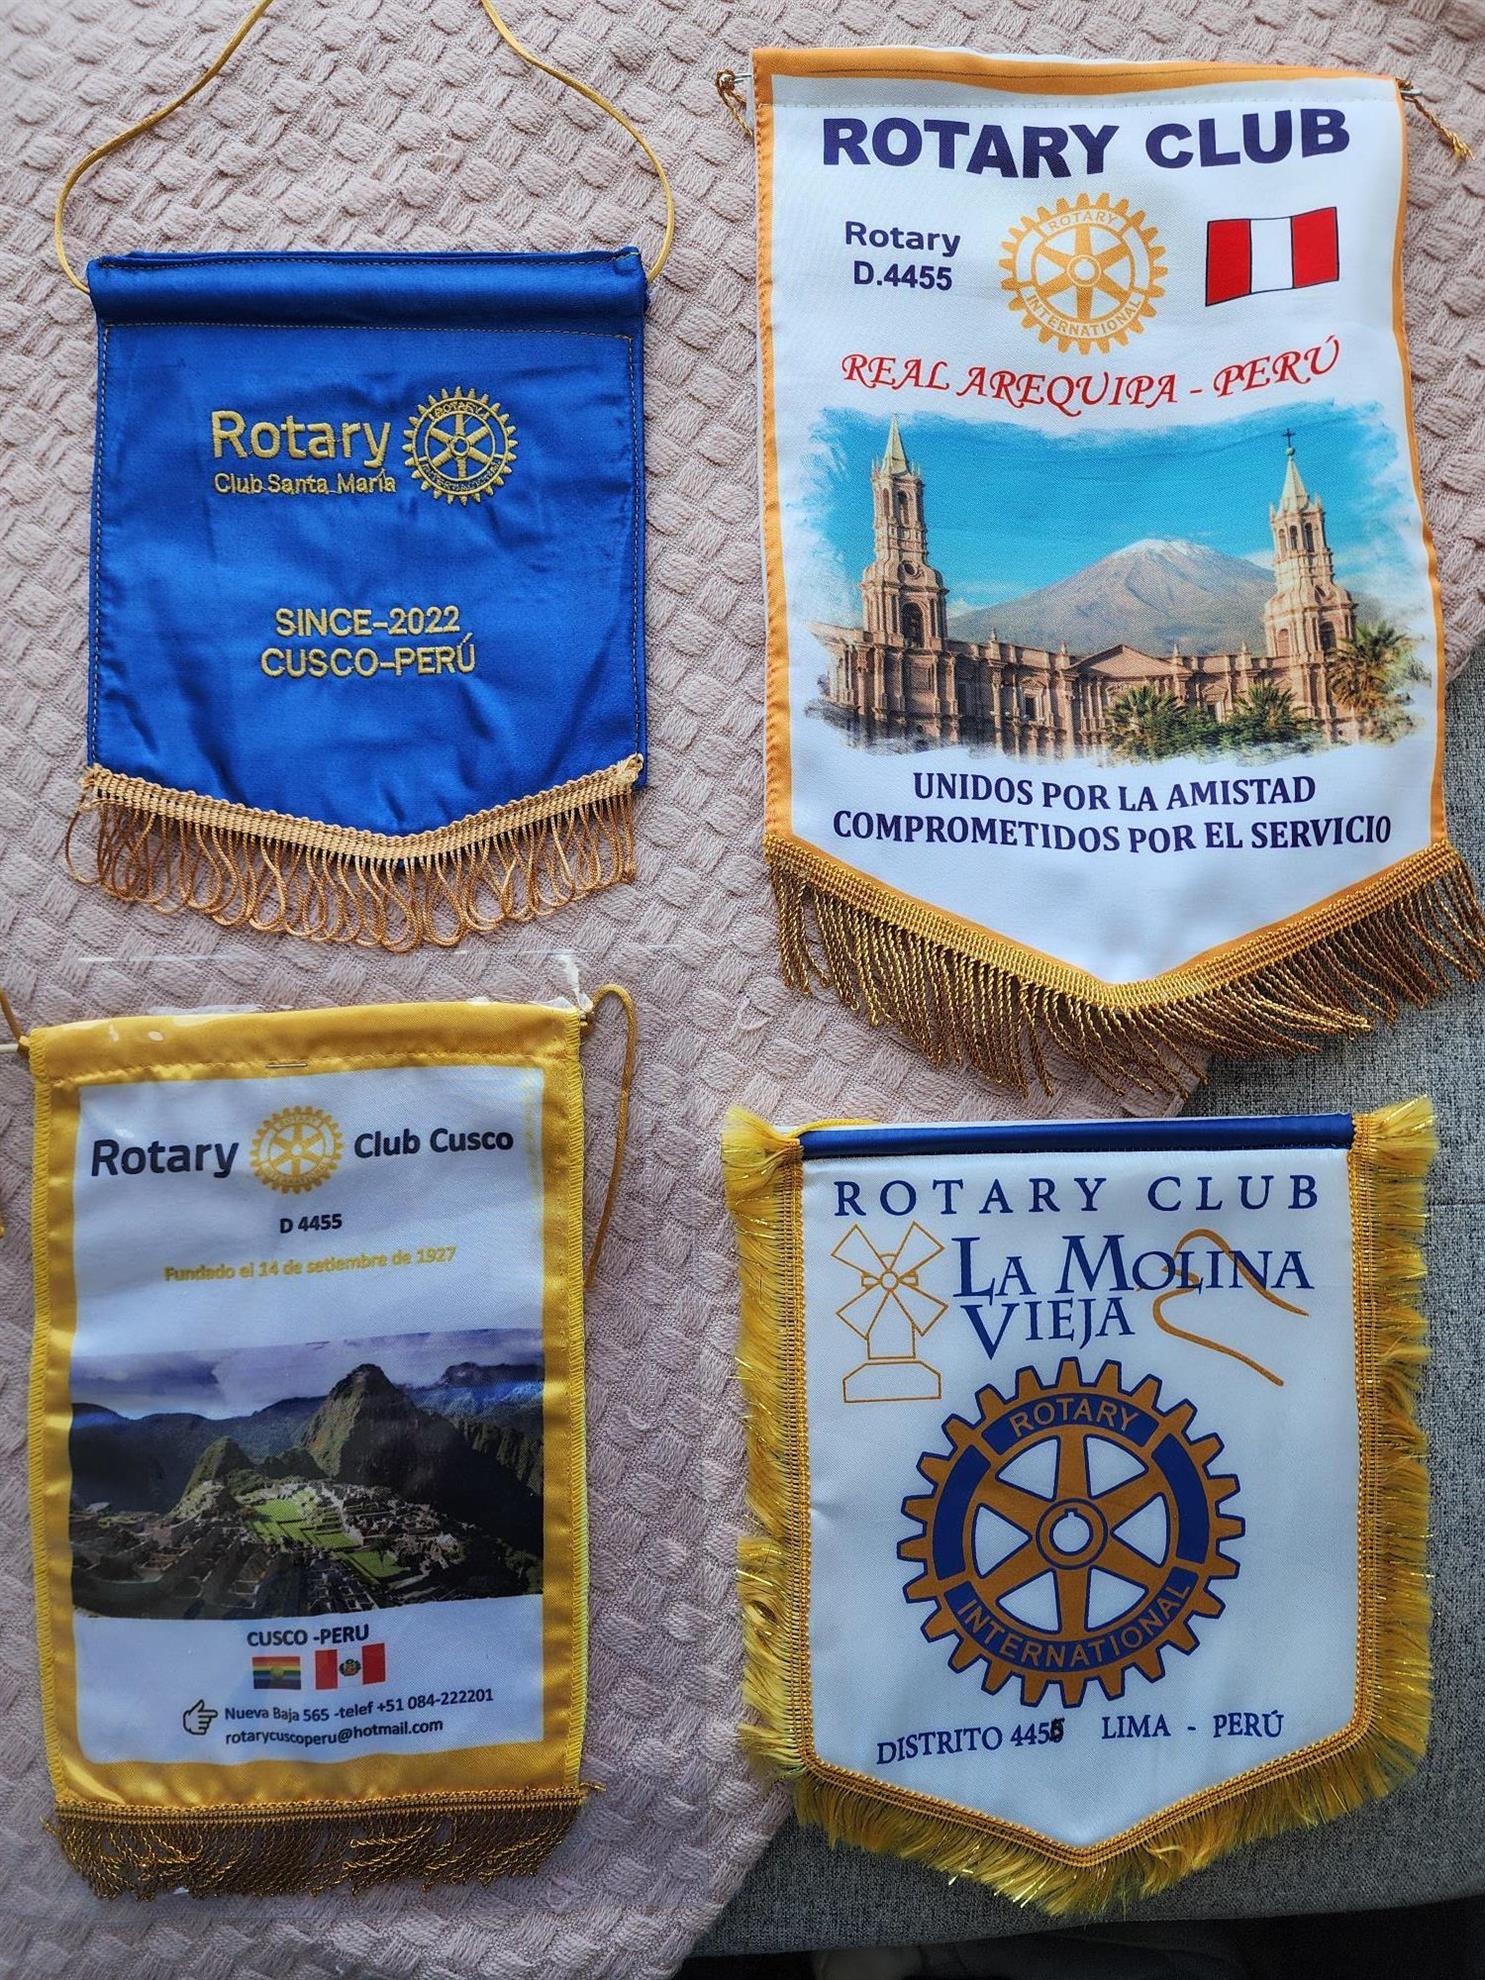 Rotary
Club Santa María
ROTARY
INTERNATIONAL
SINCE-2022
CUSCO-PERÚ
ROTARY CLUB
Rotary
D.4455
ROTARY
INTERNATIONAL
REAL AREQUIPA - PERÚ
UNIDOS POR LA AMISTAD
COMPROMETIDOS POR EL SERVICIO
Rotary Club Cusco
D 4455
Fundado el 14 de setiembre de 1927
CUSCO -PERU
Nueva Baja 565 -telef +51 084-222201
rotarycuscoperu@hotmail.com
ROTARY CLUB
LA MOLINA
VIEJA
ROTARY
INTERNATIONAL
DISTRITO 4455 LIMA - PERÚ